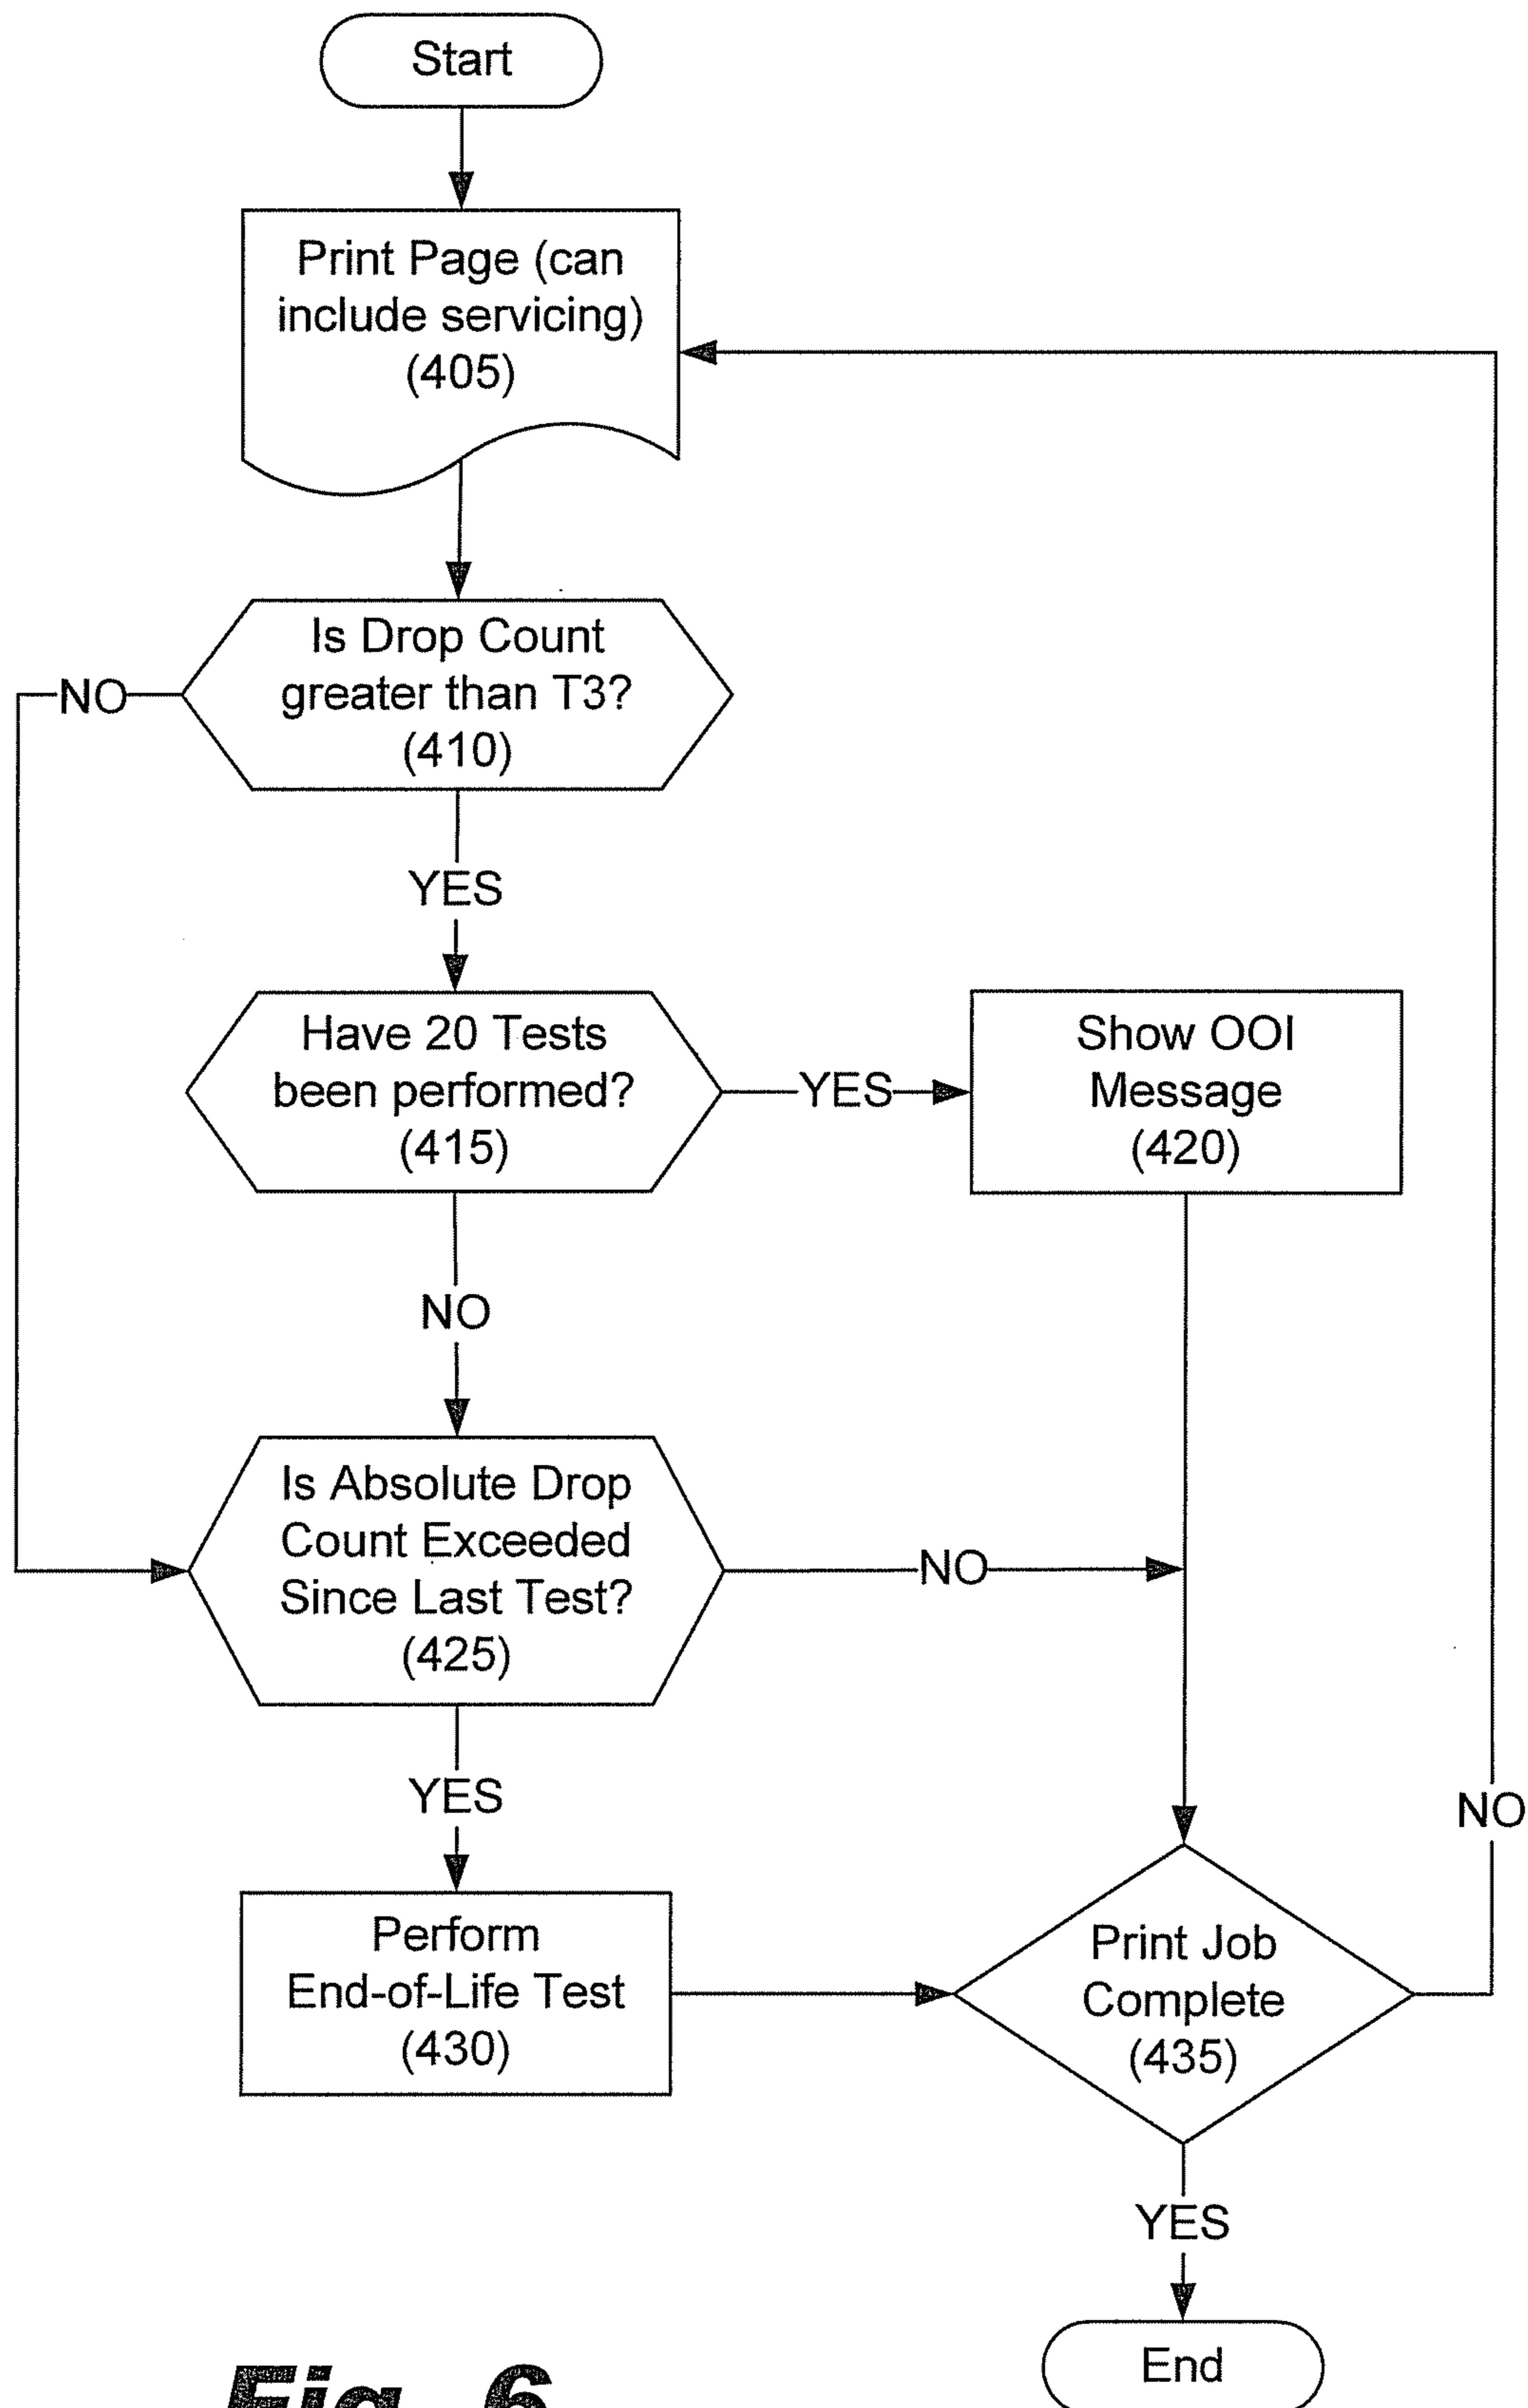 Start
Print Page (can
include servicing)
(405)
Is Drop Count
greater than T3?
(410)
NO
YES
Have 20 Tests
been performed?
(415)
YES
Show OOI
Message
(420)
NO
Is Absolute Drop
Count Exceeded
Since Last Test?
(425)
NO
YES
NO
Perform
End-of-Life Test
(430)
Print Job
Complete
(435)
YES
End
Fig. 6